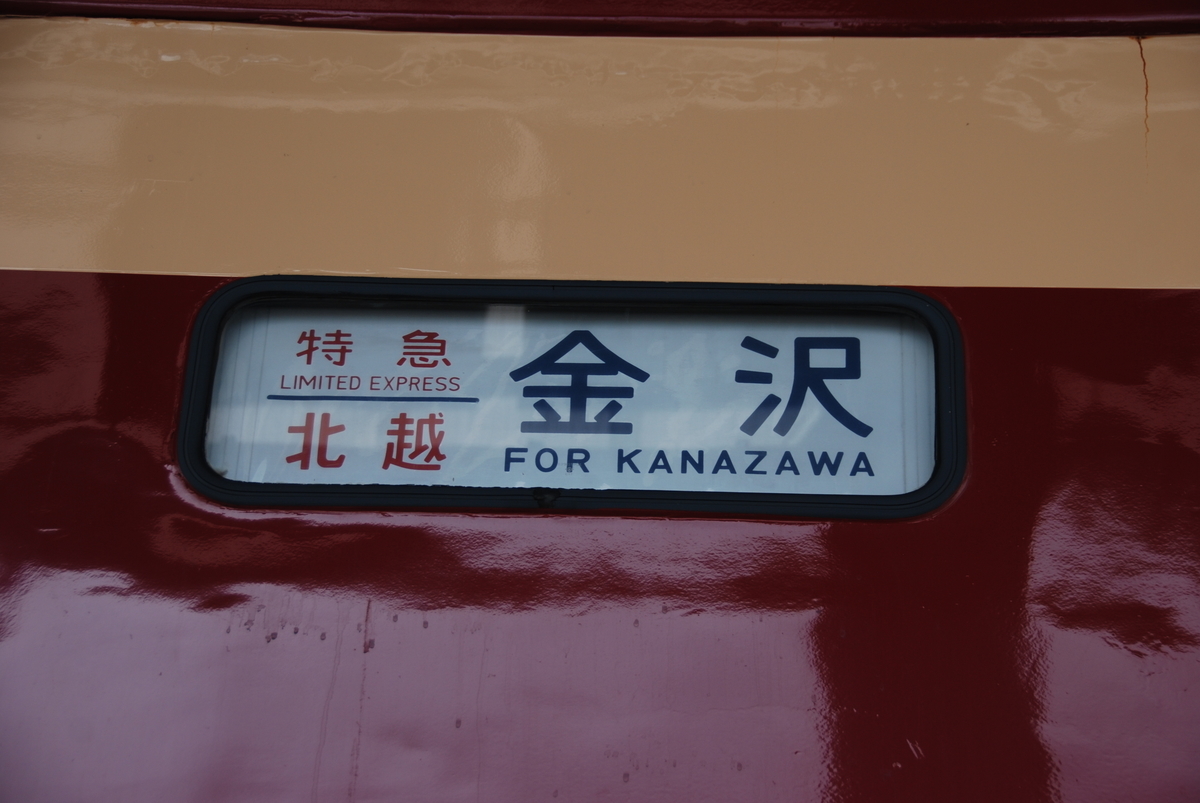 特急
LIMITED EXPRESS
北越
金沢
FOR KANAZAWA